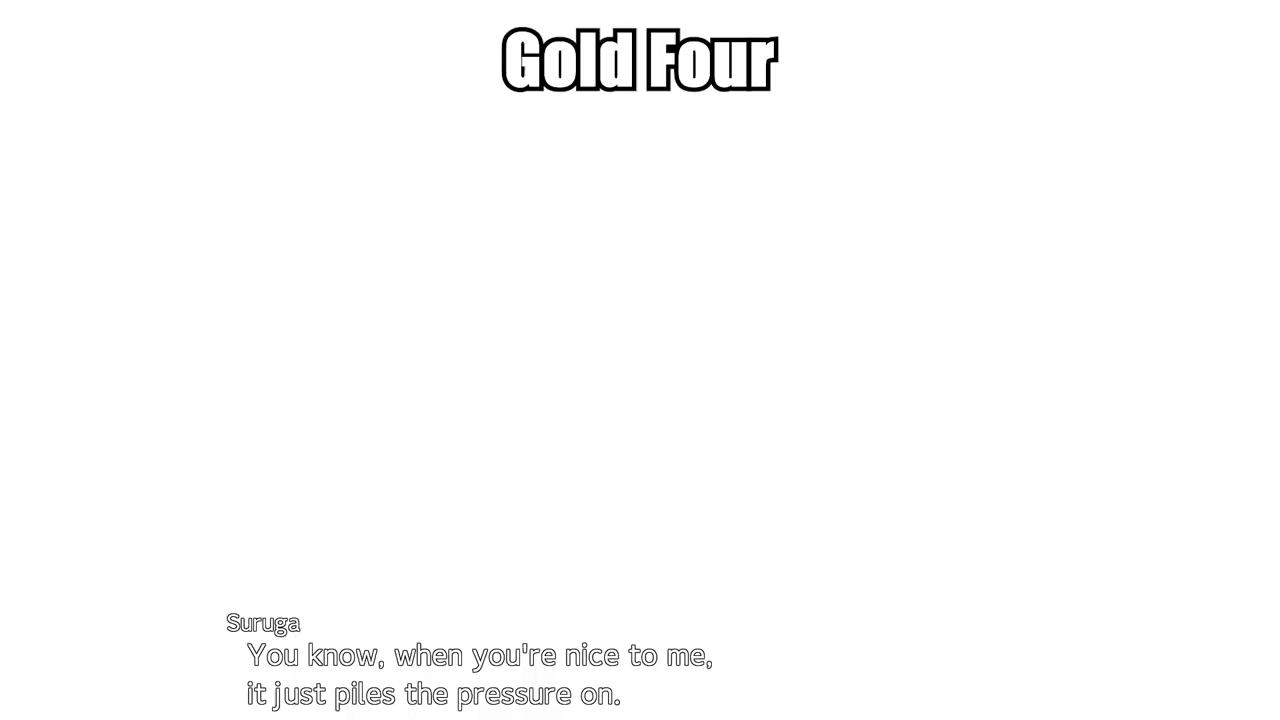 Gold Four
Suruga
You know, when you're nice to me,
it just piles the pressure on.